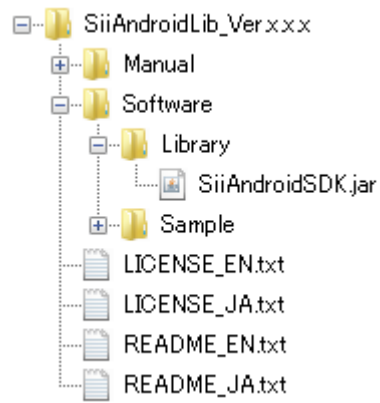 SiiAndroidLib_Ver x.x.x
Manual
Software
Library
SiiAndroidSDK.jar
Sample
LICENSE_EN.txt
LICENSE_JA.txt
README_EN.txt
README_JA.txt